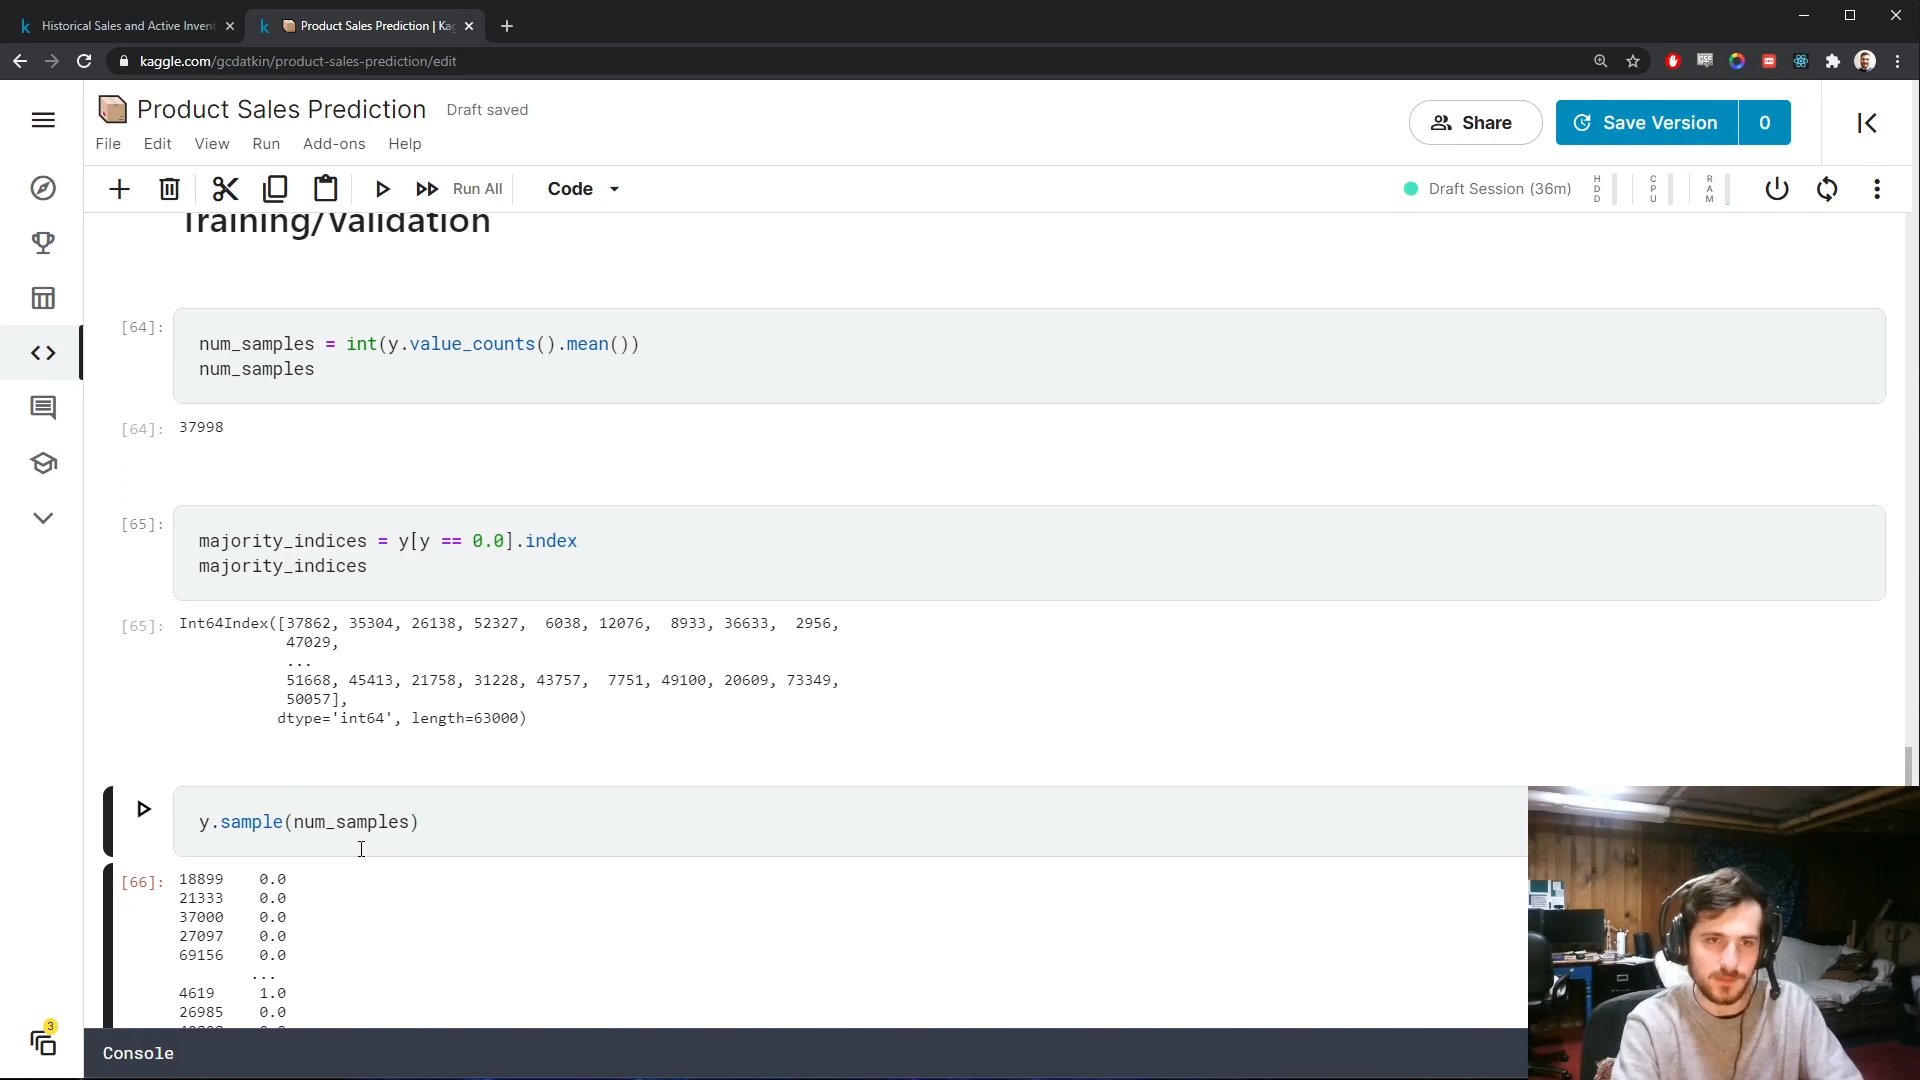 Historical Sales and Active Invent
Product Sales Prediction | Kag
kaggle.com/gcdatkin/product-sales-prediction/edit
Product Sales Prediction
Draft saved
Share
Save Version
0
File Edit View Run Add-ons Help
Run All
Code
Draft Session (36m)
HDD
CPU
RAM
Training/Validation
[64]:
num_samples = int(y.value_counts().mean())
num_samples
[64]: 37998
[65]:
majority_indices = y[y == 0.0].index
majority_indices
[65]: Int64Index([37862, 35304, 26138, 52327, 6038, 12076, 8933, 36633, 2956,
47029,
...
51668, 45413, 21758, 31228, 43757, 7751, 49100, 20609, 73349,
50057],
dtype='int64', length=63000)
y.sample(num_samples)
[66]: 18899 0.0
21333 0.0
37000 0.0
27097 0.0
69156 0.0
...
4619 1.0
26985 0.0
3
Console